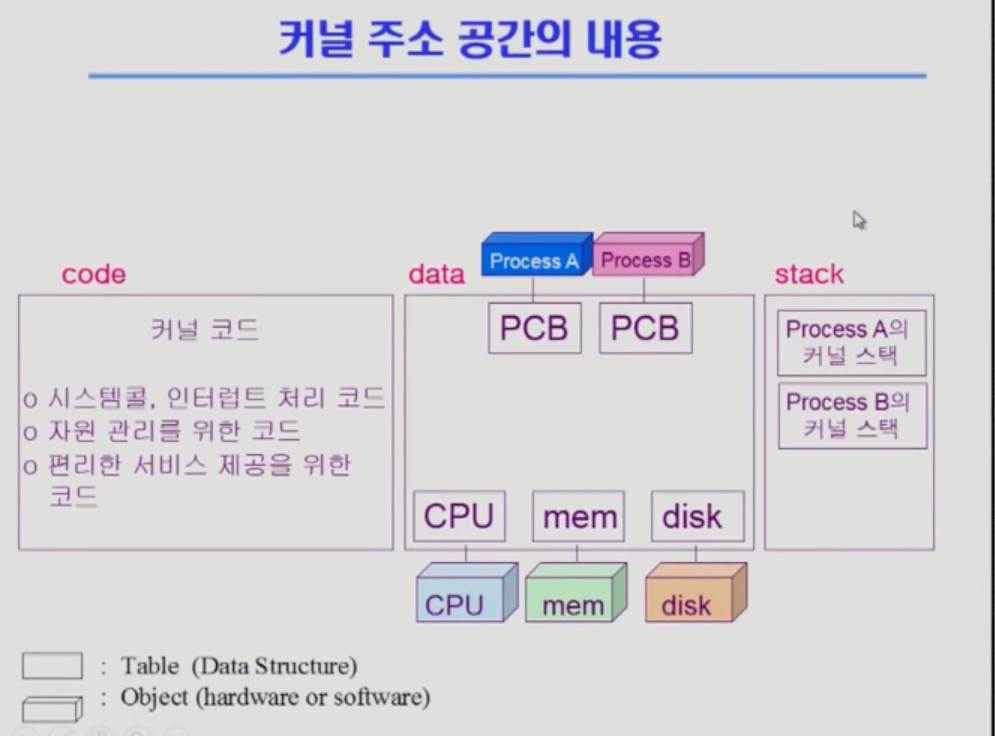 커널 주소 공간의 내용
Process A
Process B
code
data
stack
커널 코드
PCB
PCB
Process A의
커널 스택
o 시스템콜, 인터럽트 처리 코드
o 자원 관리를 위한 코드
o 편리한 서비스 제공을 위한
코드
Process B의
커널 스택
CPU
mem
disk
CPU
mem
disk
: Table (Data Structure)
: Object (hardware or software)